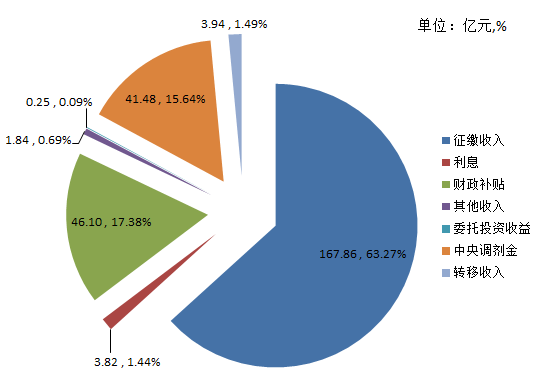 3.94 , 1.49%
单位：亿元,%
41.48 , 15.64%
0.25 , 0.09%
1.84 , 0.69%
46.10 , 17.38%
167.86 , 63.27%
3.82 , 1.44%
征缴收入
利息
财政补贴
其他收入
委托投资收益
中央调剂金
转移收入